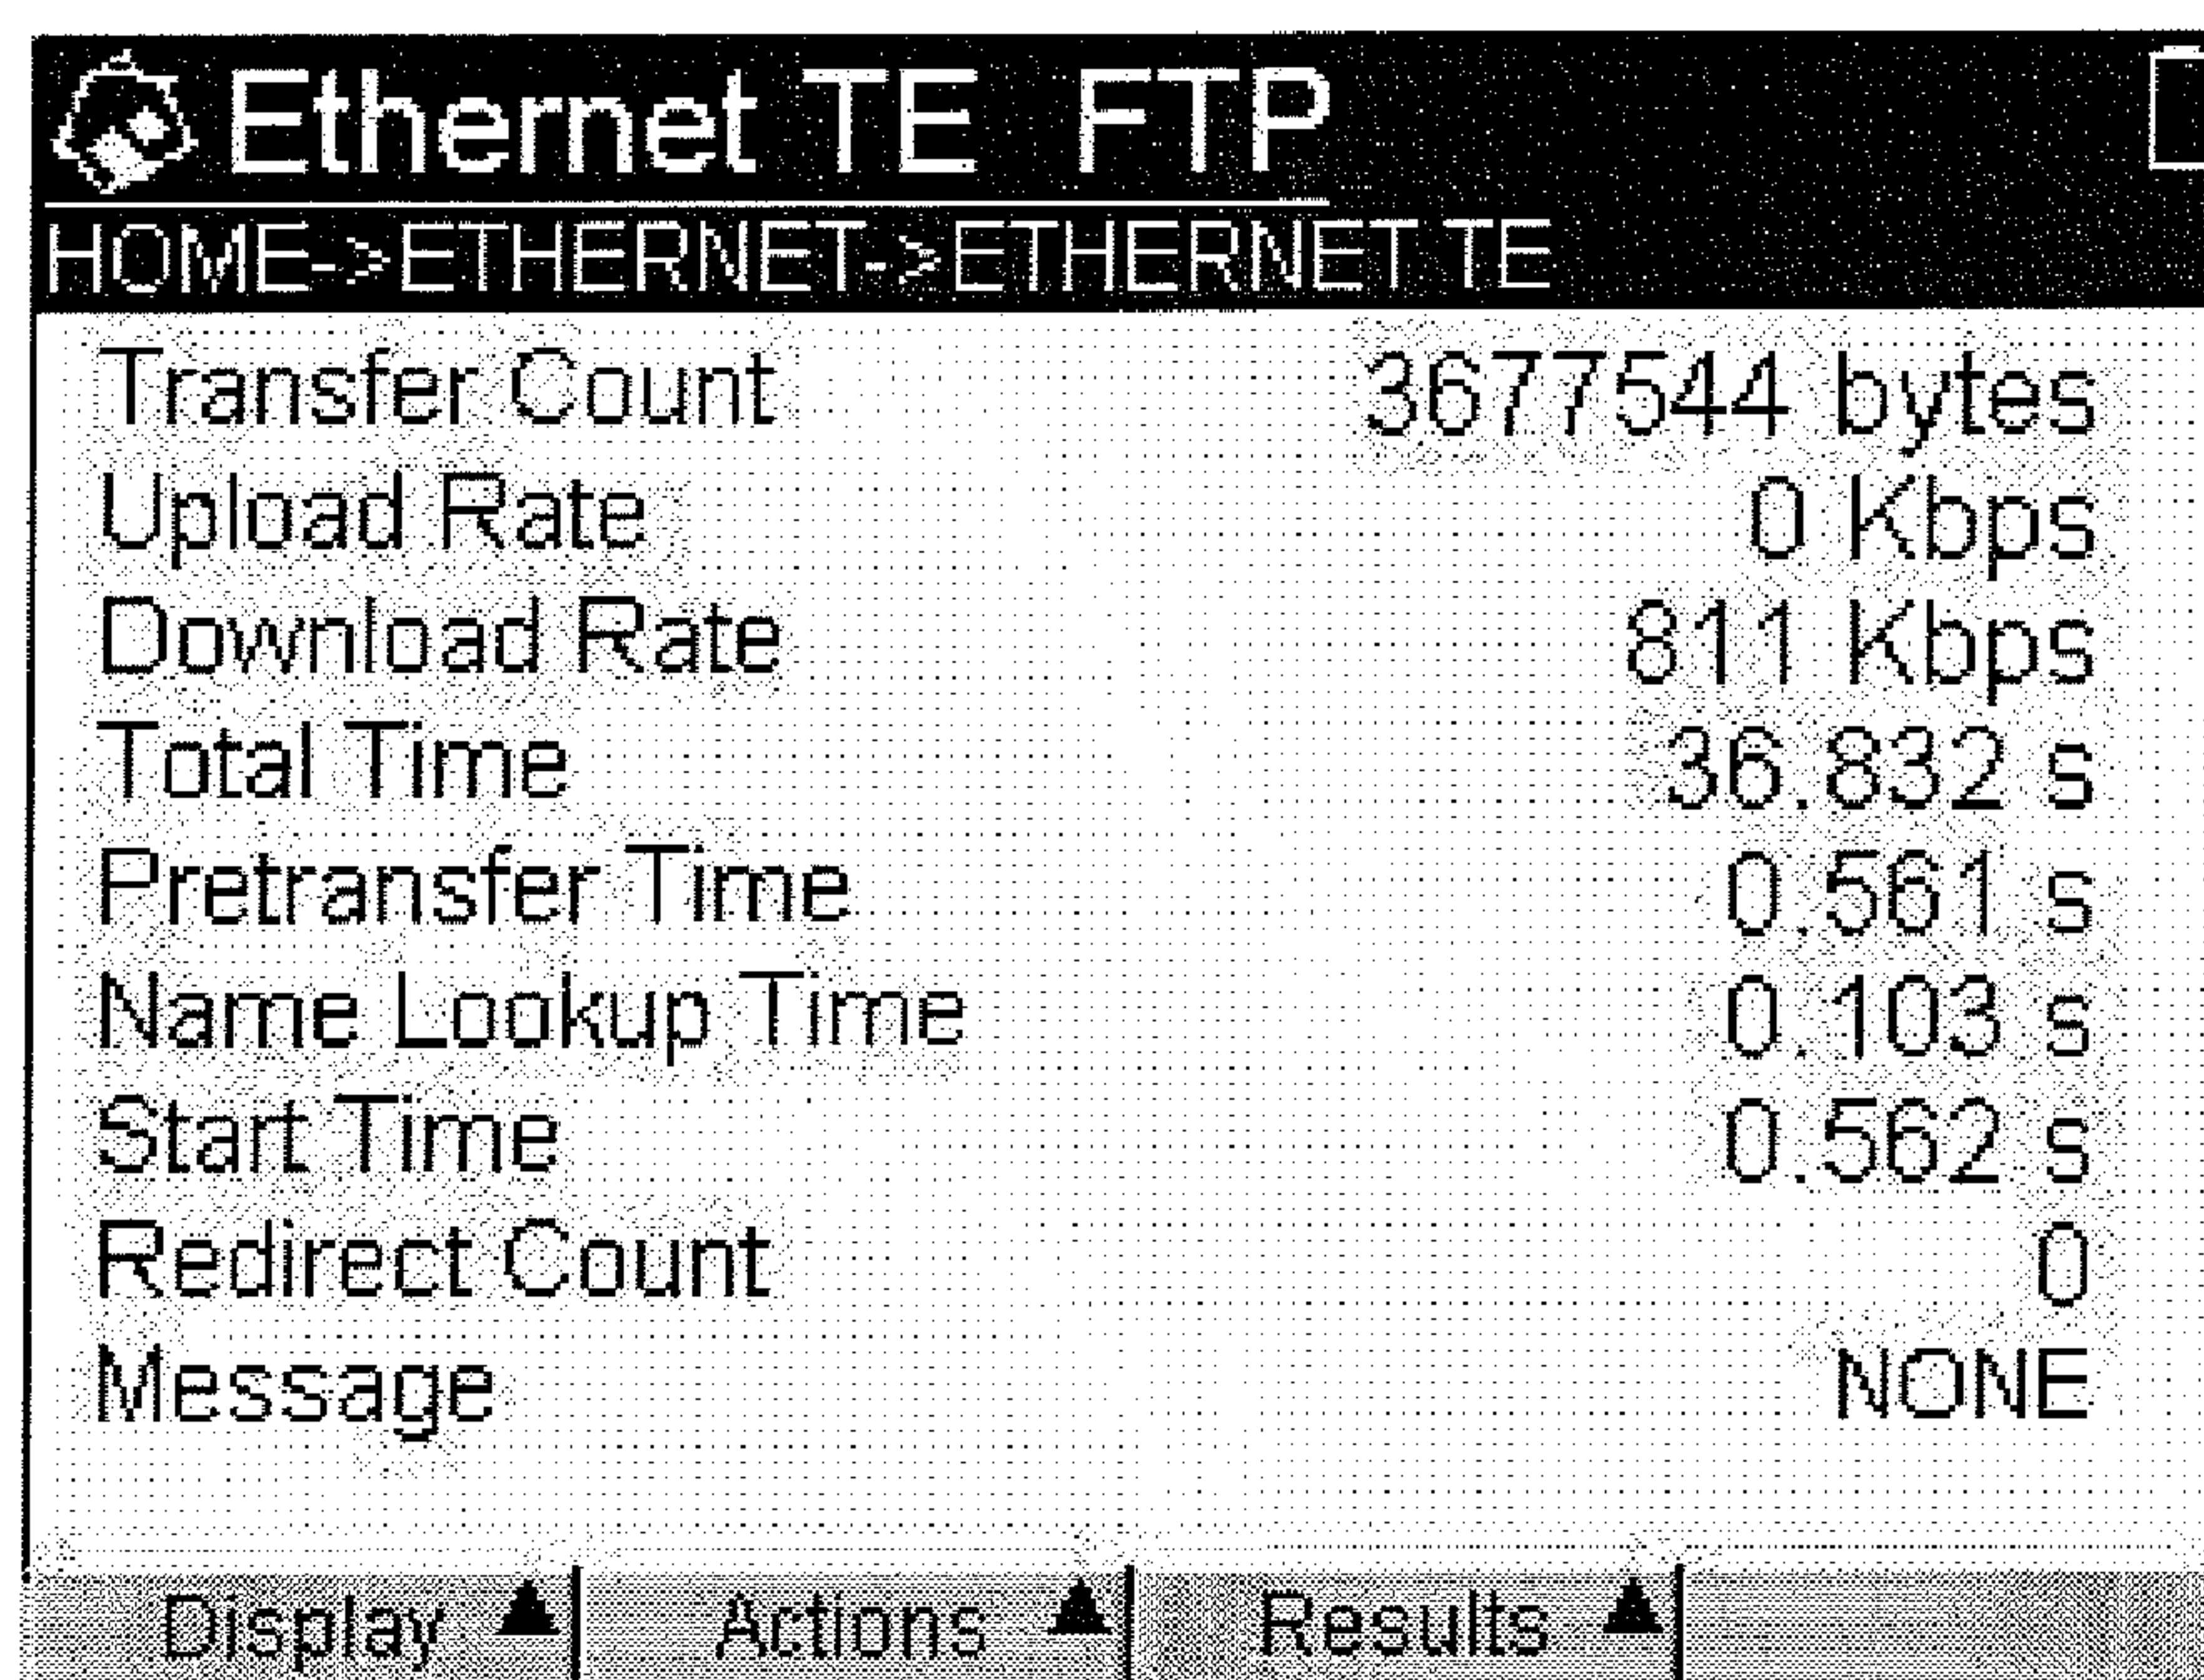 Ethernet TE FTP
HOME->ETHERNET->ETHERNET TE
Transfer Count 3677544 bytes
Upload Rate 0 Kbps
Download Rate 811 Kbps
Total Time 36.832 s
Pretransfer Time 0.561 s
Name Lookup Time 0.103 s
Start Time 0.562 s
Redirect Count 0
Message NONE
Display ▲ Actions ▲ Results ▲